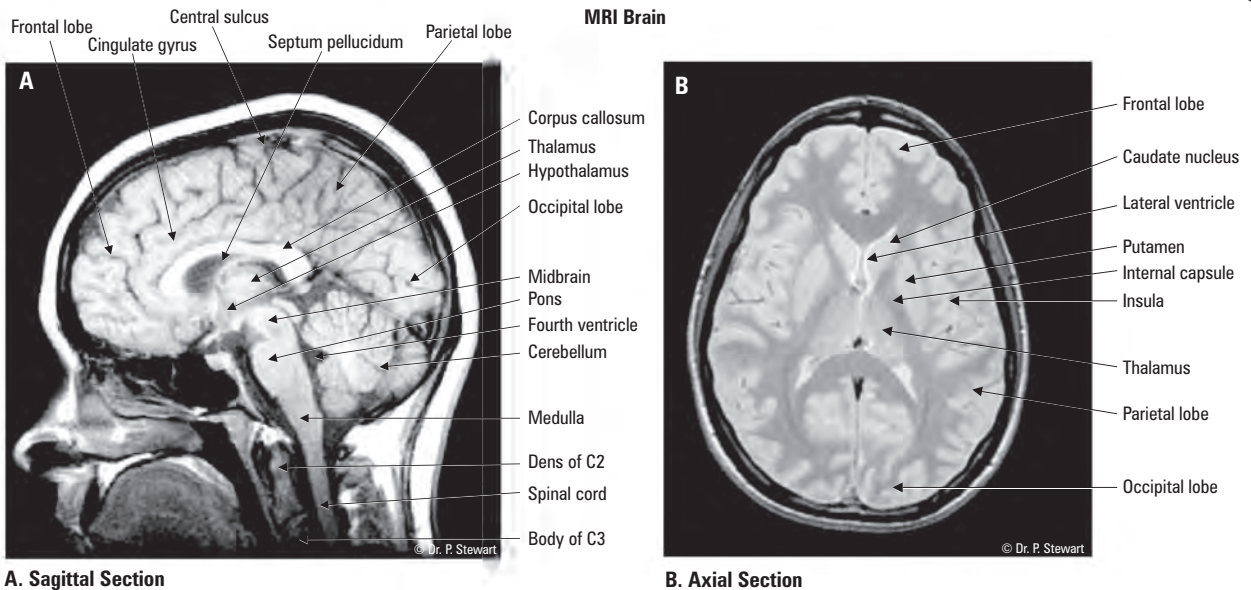 MRI Brain
Frontal lobe
Cingulate gyrus
Central sulcus
Septum pellucidum
Parietal lobe
A
Corpus callosum
Thalamus
Hypothalamus
Occipital lobe
Midbrain
Pons
Fourth ventricle
Cerebellum
Medulla
Dens of C2
Spinal cord
Body of C3
© Dr. P. Stewart
A. Sagittal Section
B
Frontal lobe
Caudate nucleus
Lateral ventricle
Putamen
Internal capsule
Insula
Thalamus
Parietal lobe
Occipital lobe
© Dr. P. Stewart
B. Axial Section